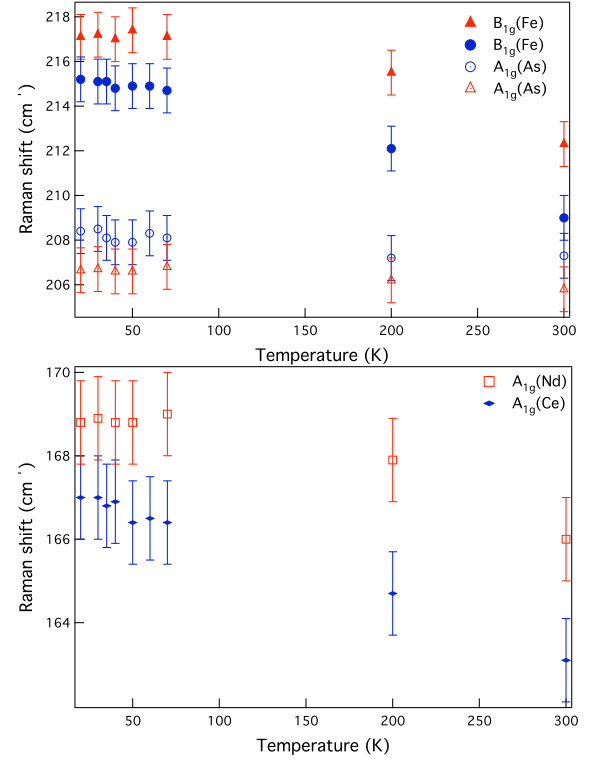 218
216
214
212
210
208
206
Raman shift (cm⁻¹)
B1g(Fe)
B1g(Fe)
A1g(As)
A1g(As)
50
100
150
200
250
300
Temperature (K)
170
168
166
164
Raman shift (cm⁻¹)
A1g(Nd)
A1g(Ce)
50
100
150
200
250
300
Temperature (K)